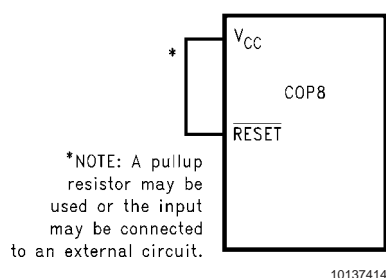 *
VCC
COP8
RESET
*NOTE: A pullup
resistor may be
used or the input
may be connected
to an external circuit.
10137414